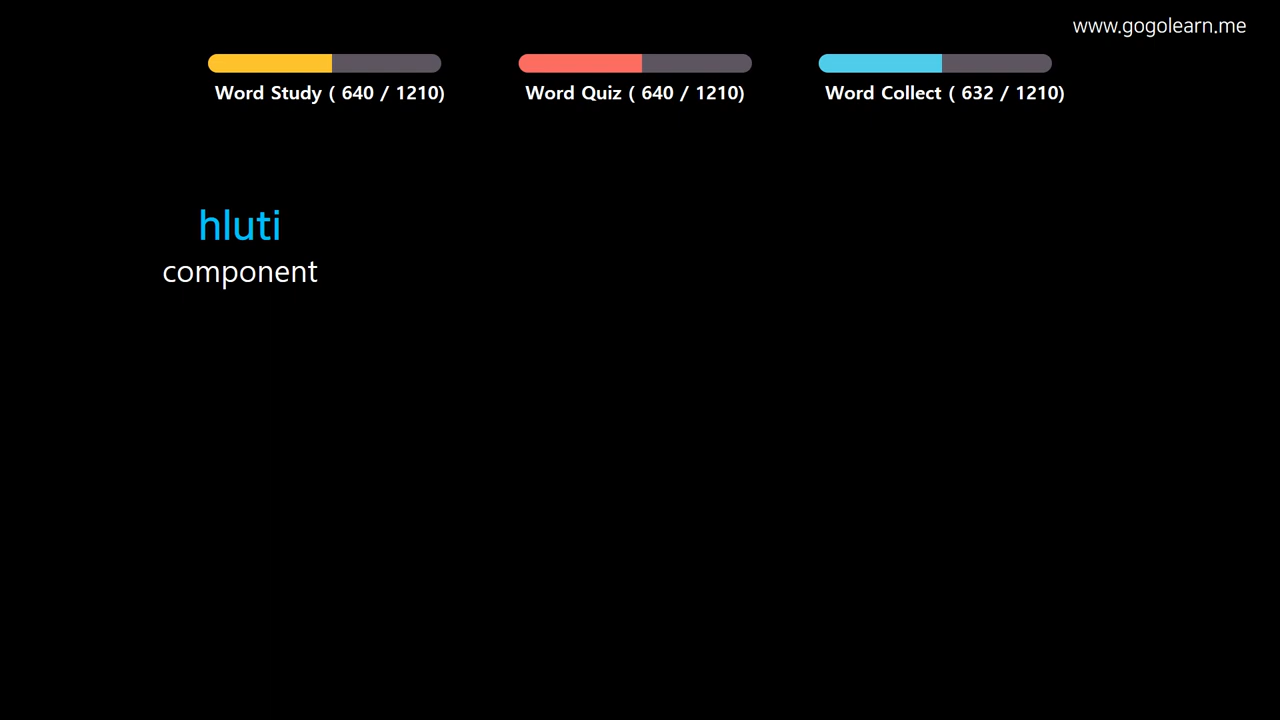 www.gogolearn.me
Word Study ( 640 / 1210)
Word Quiz ( 640 / 1210)
Word Collect ( 632 / 1210)
hluti
component